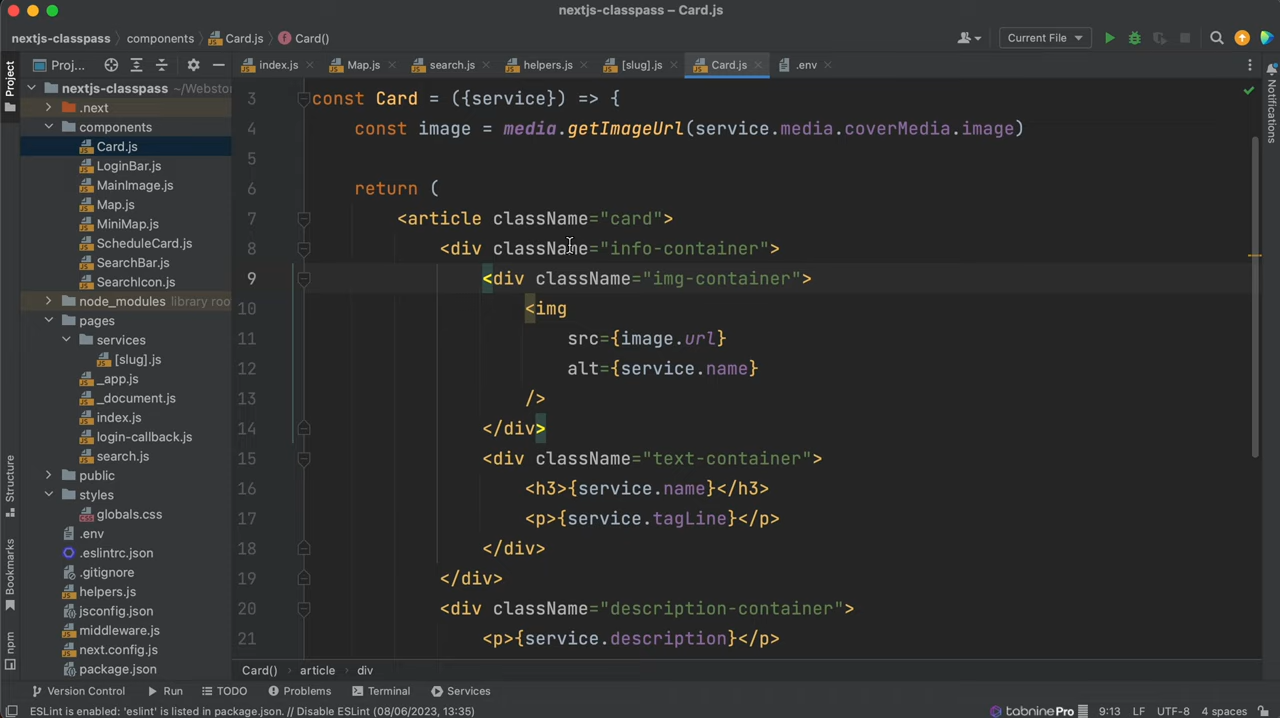 nextjs-classpass – Card.js
nextjs-classpass components Card.js Card() Current File
Project Proj... index.js Map.js search.js helpers.js [slug].js Card.js .env
nextjs-classpass ~/Websto
.next
components
Card.js
LoginBar.js
MainImage.js
Map.js
MiniMap.js
ScheduleCard.js
SearchBar.js
SearchIcon.js
node_modules library roo
pages
services
[slug].js
_app.js
_document.js
index.js
login-callback.js
search.js
public
styles
globals.css
.env
.eslintrc.json
.gitignore
helpers.js
jsconfig.json
middleware.js
next.config.js
package.json
Structure
Bookmarks
npm
3 const Card = ({service}) => {
4 const image = media.getImageUrl(service.media.coverMedia.image)
5
6 return (
7 <article className="card">
8 <div className="info-container">
9 <div className="img-container">
10 <img
11 src={image.url}
12 alt={service.name}
13 />
14 </div>
15 <div className="text-container">
16 <h3>{service.name}</h3>
17 <p>{service.tagLine}</p>
18 </div>
19 </div>
20 <div className="description-container">
21 <p>{service.description}</p>
Notifications
Card() article div
Version Control Run TODO Problems Terminal Services
ESLint is enabled: 'eslint' is listed in package.json. // Disable ESLint (08/06/2023, 13:35) tabnine Pro 9:13 LF UTF-8 4 spaces